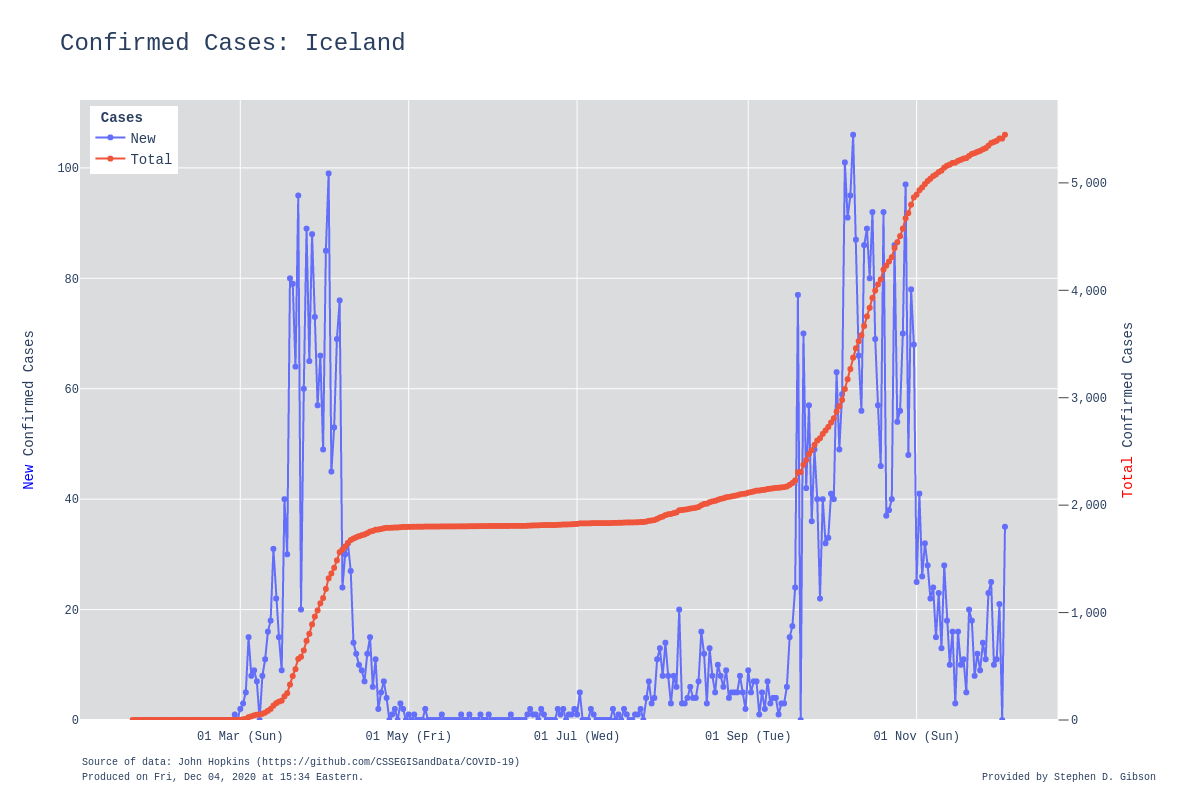 Confirmed Cases: Iceland
Cases
New
Total
100
80
60
40
20
0
5,000
4,000
3,000
2,000
1,000
0
New Confirmed Cases
Total Confirmed Cases
01 Mar (Sun)
01 May (Fri)
01 Jul (Wed)
01 Sep (Tue)
01 Nov (Sun)
Source of data: John Hopkins (https://github.com/CSSEGISandData/COVID-19)
Produced on Fri, Dec 04, 2020 at 15:34 Eastern.
Provided by Stephen D. Gibson